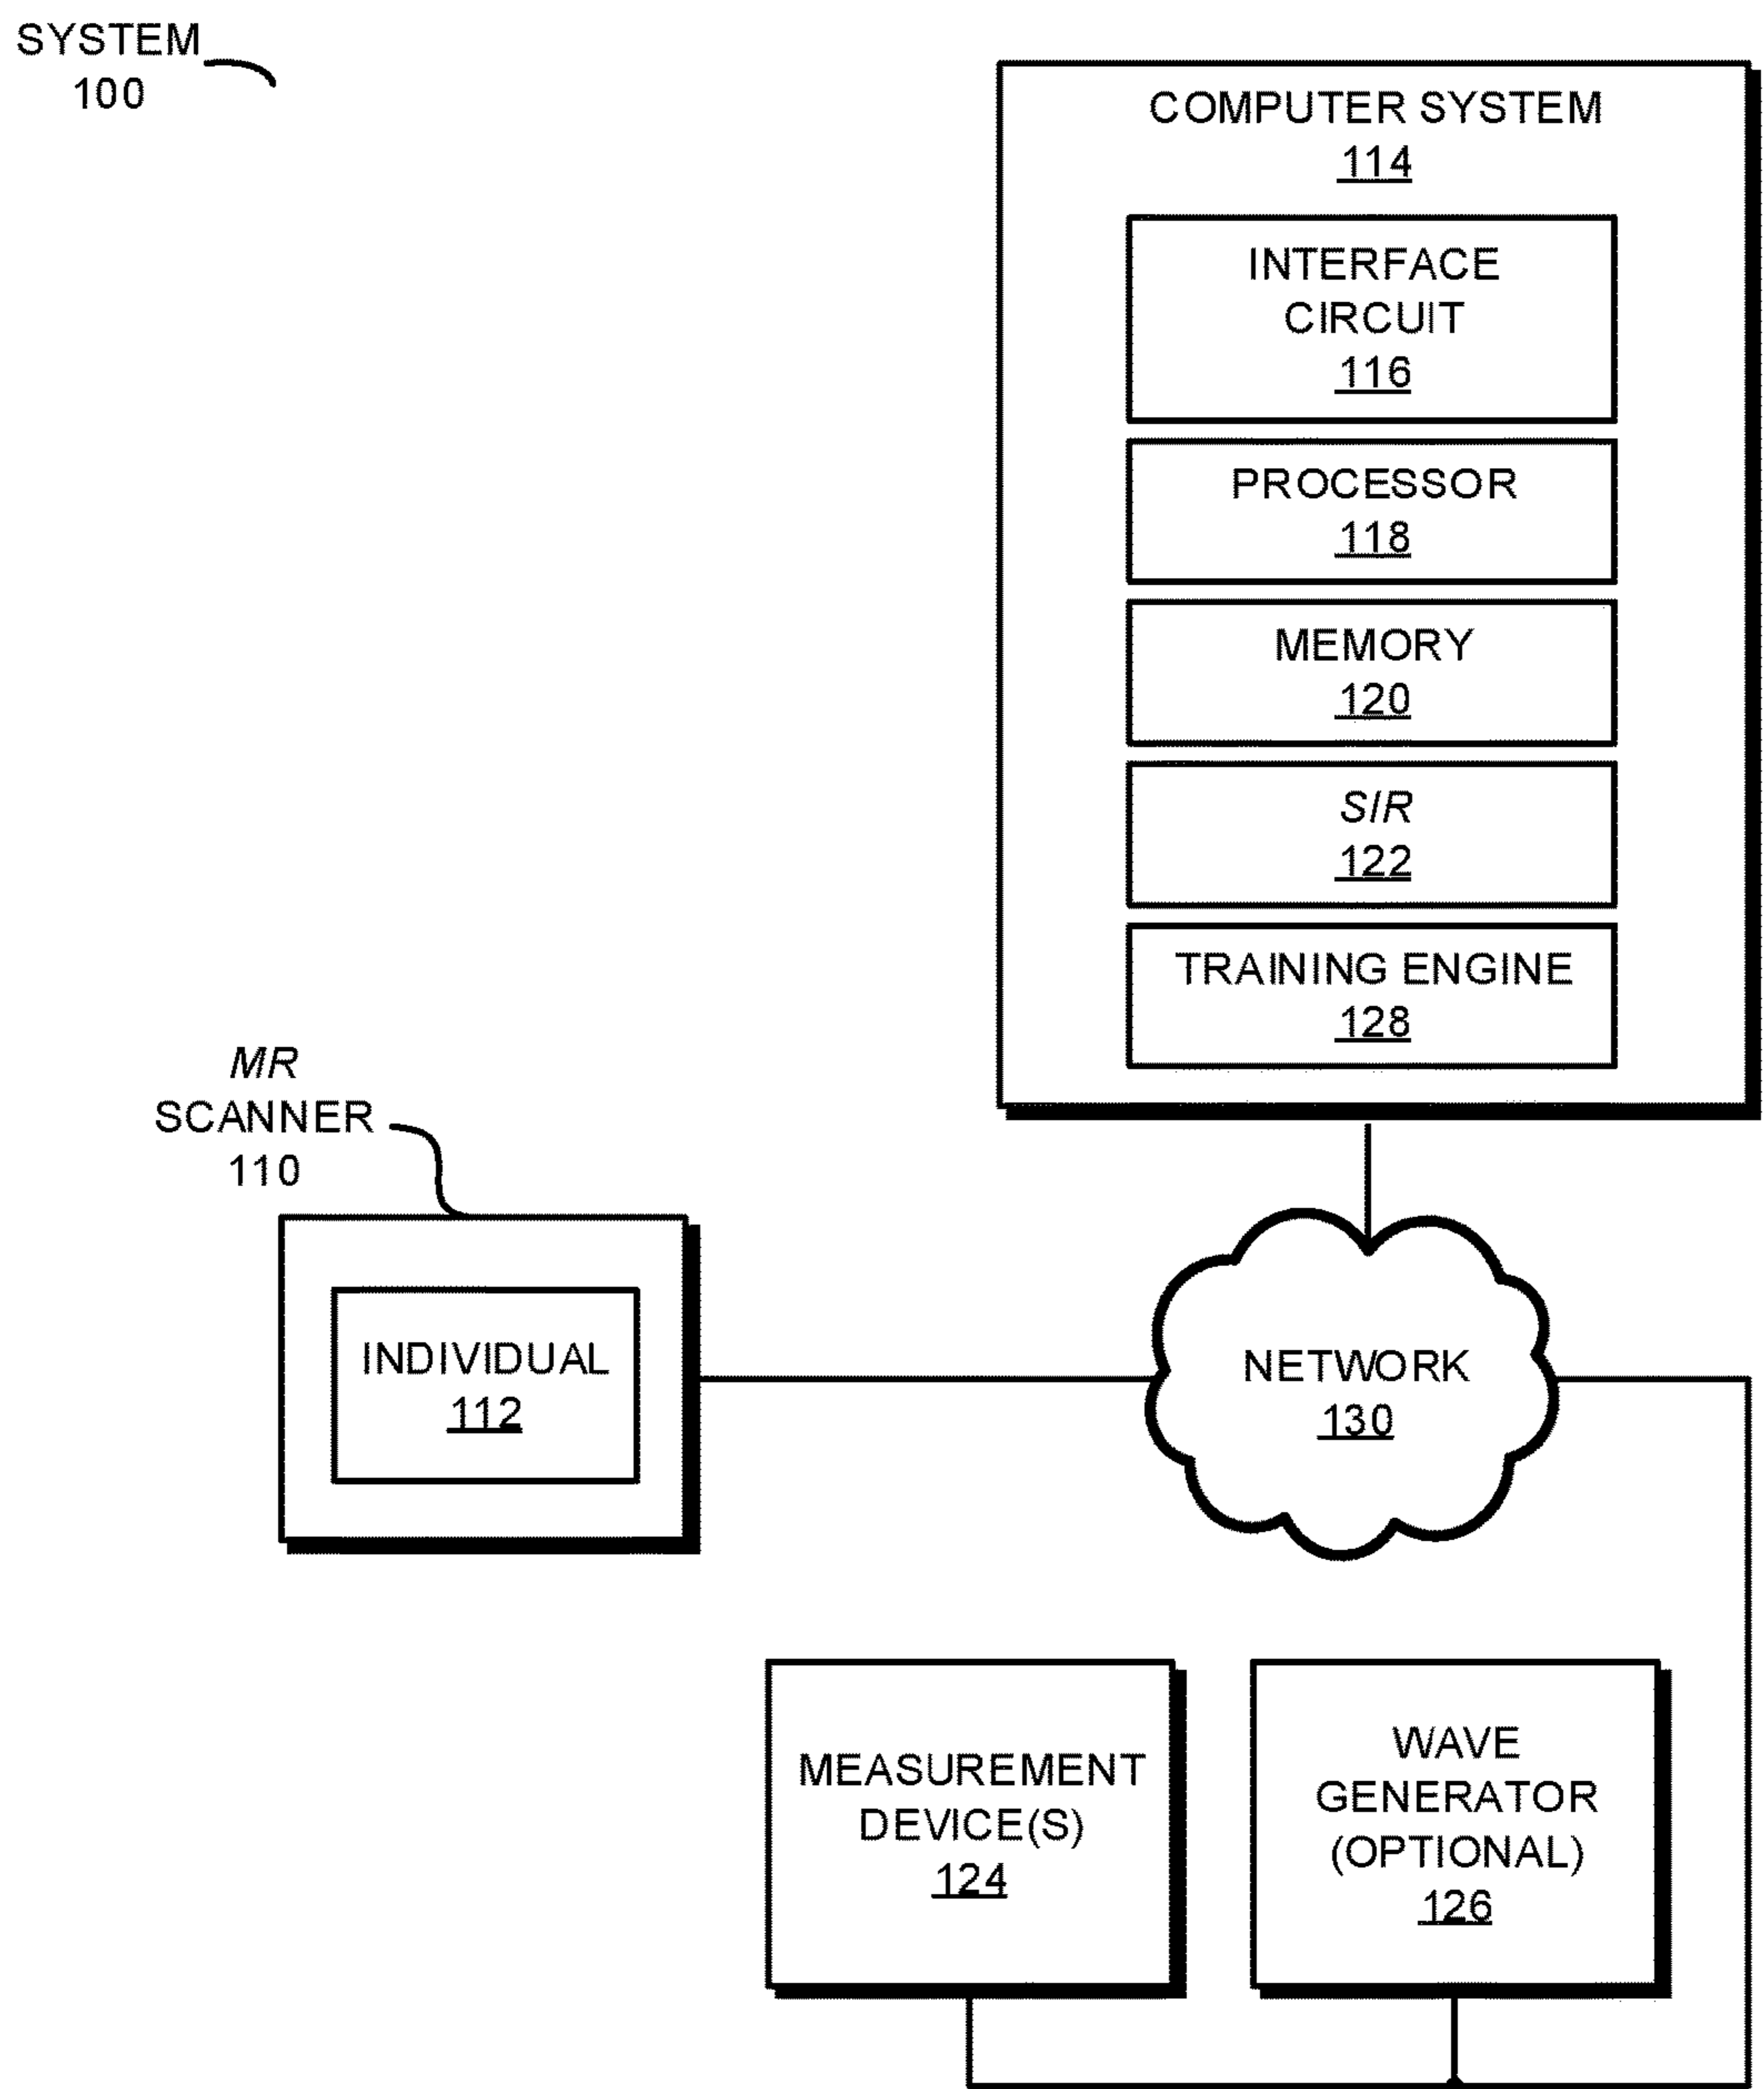 SYSTEM
100
COMPUTER SYSTEM
114
INTERFACE
CIRCUIT
116
PROCESSOR
118
MEMORY
120
S/R
122
TRAINING ENGINE
128
MR
SCANNER
110
INDIVIDUAL
112
NETWORK
130
MEASUREMENT
DEVICE(S)
124
WAVE
GENERATOR
(OPTIONAL)
126